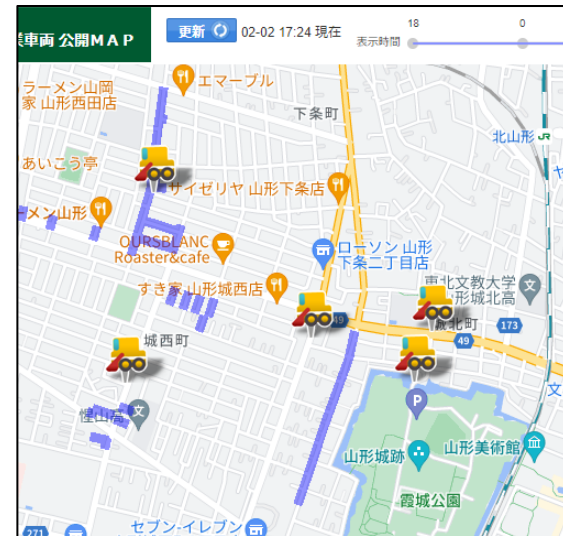 業車両 公開ＭＡＰ
更新
02-02 17:24 現在
表示時間
18
0
ラーメン山岡
家 山形西田店
エマーブル
下条町
北山形
あいこう亭
サイゼリヤ 山形下条店
ーメン山形
OURSBLANC
Roaster&cafe
ローソン 山形
下条二丁目店
すき家 山形城西店
東北文教大学
山形城北高
城北町
49
173
49
城西町
惺山高
P
山形城跡
山形美術館
霞城公園
文
271
セブン-イレブン